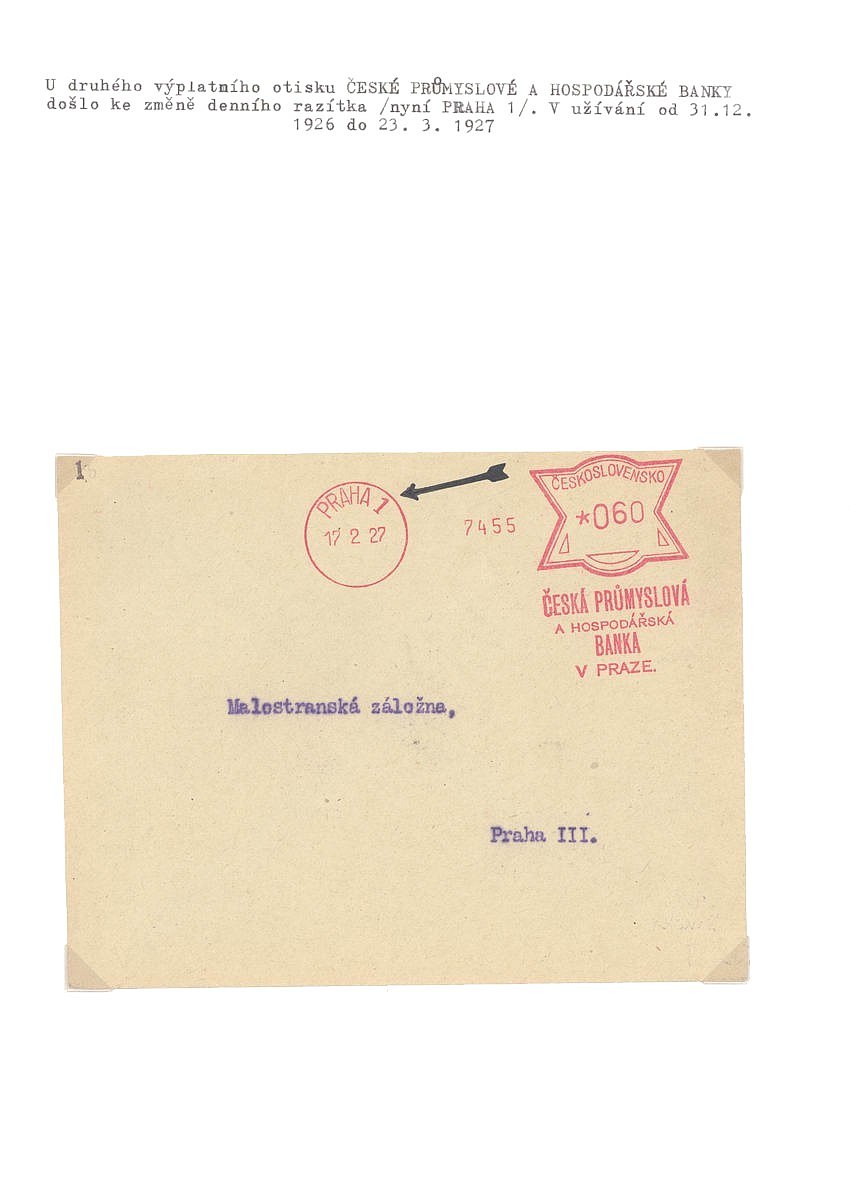 U druhého výplatního otisku ČESKÉ PRŮMYSLOVÉ A HOSPODÁŘSKÉ BANKY
došlo ke změně denního razítka /nyní PRAHA 1/. V užívání od 31.12.
1926 do 23. 3. 1927
1
PRAHA 1
17 2 27
7455
ČESKOSLOVENSKO
*060
ČESKÁ PRŮMYSLOVÁ
A HOSPODÁŘSKÁ
BANKA
V PRAZE.
Malostranská záložna,
Praha III.